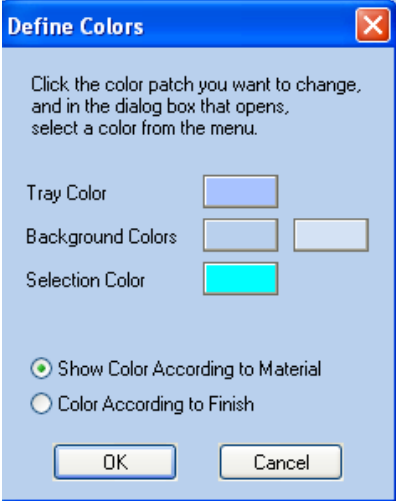 Define Colors
Click the color patch you want to change,
and in the dialog box that opens,
select a color from the menu.
Tray Color
Background Colors
Selection Color
Show Color According to Material
Color According to Finish
OK Cancel